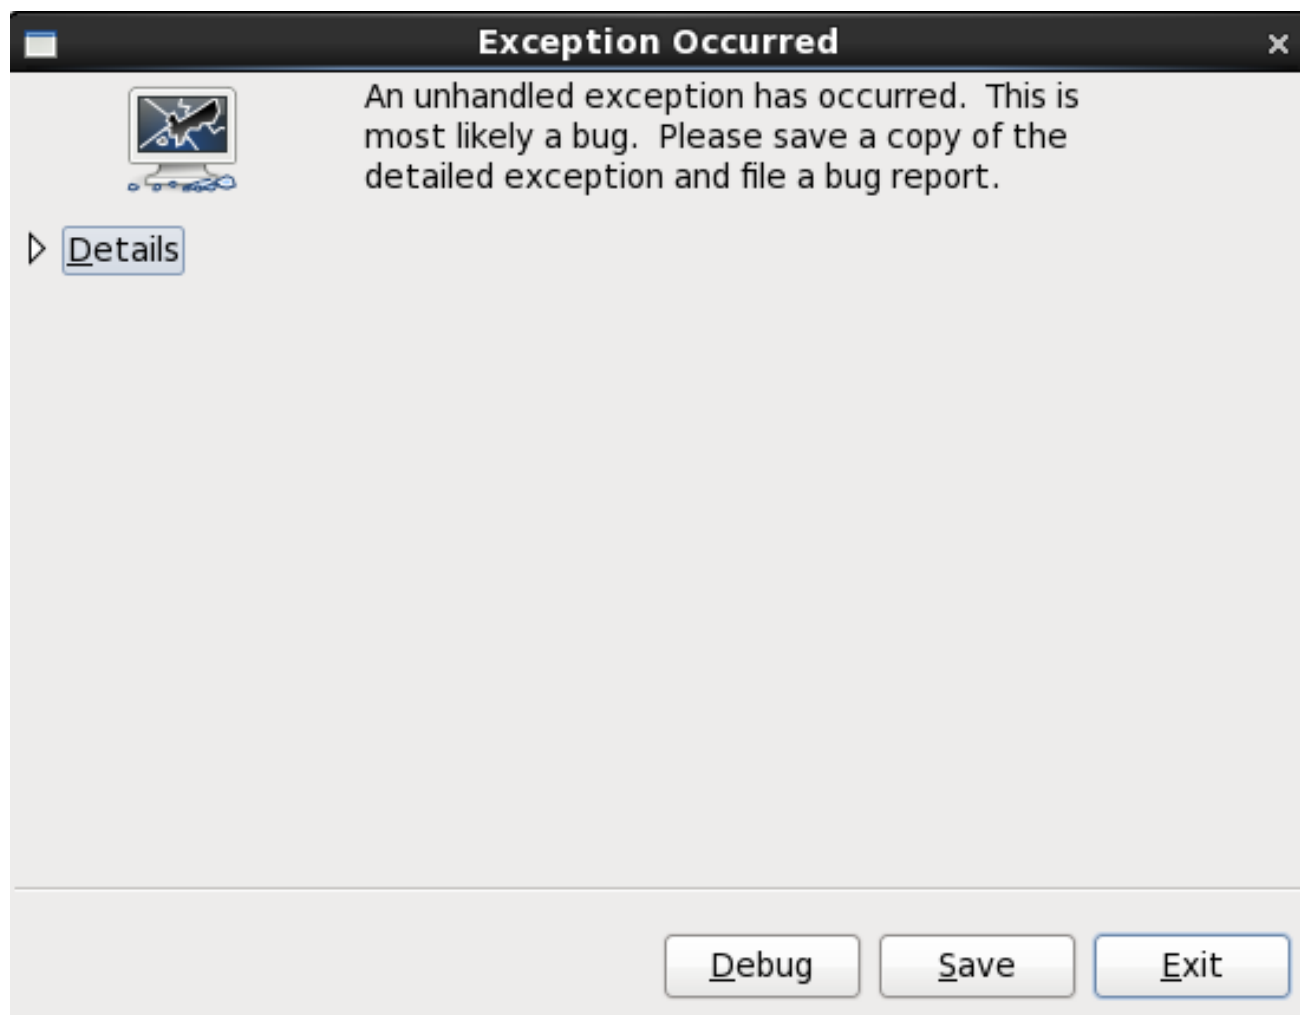 Exception Occurred
An unhandled exception has occurred.  This is
most likely a bug.  Please save a copy of the
detailed exception and file a bug report.
Details
Debug
Save
Exit